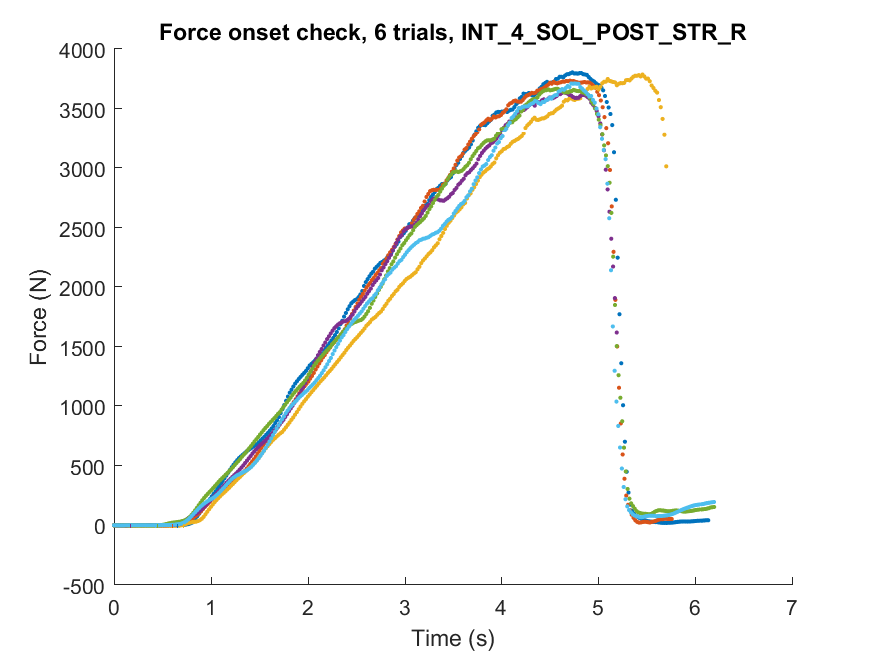 Force onset check, 6 trials, INT_4_SOL_POST_STR_R
4000
3500
3000
2500
2000
1500
1000
500
0
-500
Force (N)
0 1 2 3 4 5 6 7
Time (s)